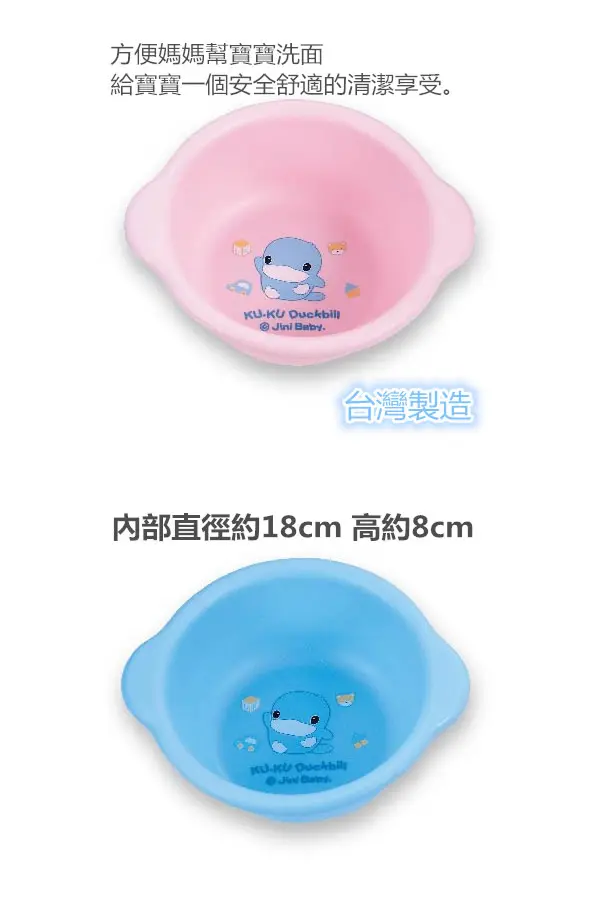 方便媽媽幫寶寶洗面
給寶寶一個安全舒適的清潔享受。
KU.KU Duckbill
© Jini Baby.
台灣製造
內部直徑約18cm 高約8cm
KU.KU Duckbill
© Jini Baby.